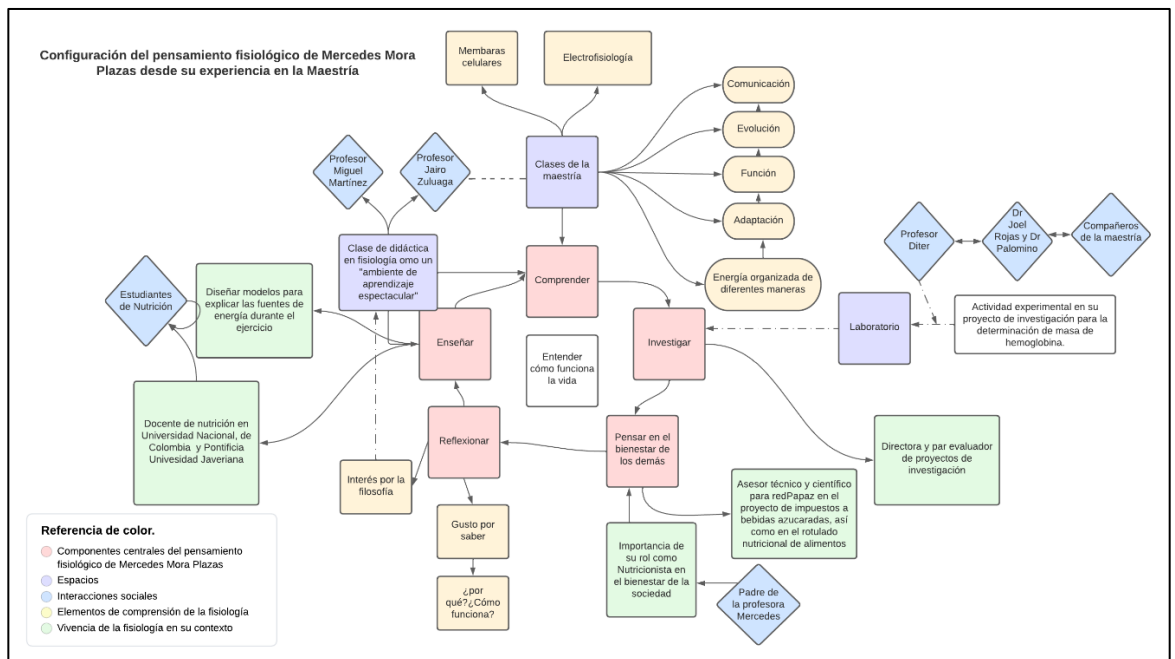 Configuración del pensamiento fisiológico de Mercedes Mora
Plazas desde su experiencia en la Maestría
Membaras
celulares
Electrofisiología
Comunicación
Evolución
Función
Adaptación
Energía organizada de
diferentes maneras
Clases de la
maestría
Profesor
Miguel
Martínez
Profesor
Jairo
Zuluaga
Clase de didáctica
en fisiología omo un
"ambiente de
aprendizaje
espectacular"
Estudiantes
de Nutrición
Diseñar modelos para
explicar las fuentes de
energía durante el
ejercicio
Comprender
Enseñar
Entender
cómo funciona
la vida
Investigar
Laboratorio
Profesor
Diter
Dr
Joel
Rojas y Dr
Palomino
Compañeros
de la maestría
Actividad experimental en su
proyecto de investigación para la
determinación de masa de
hemoglobina.
Docente de nutrición en
Universidad Nacional, de
Colombia y Pontificia
Univesidad Javeriana
Reflexionar
Pensar en el
bienestar de
los demás
Directora y par evaluador
de proyectos de
investigación
Interés por la
filosofía
Gusto por
saber
¿por
qué?¿Cómo
funciona?
Asesor técnico y científico
para redPapaz en el
proyecto de impuestos a
bebidas azucaradas, así
como en el rotulado
nutricional de alimentos
Importancia de
su rol como
Nutricionista en
el bienestar de la
sociedad
Padre de
la profesora
Mercedes
Referencia de color.
Componentes centrales del pensamiento
fisiológico de Mercedes Mora Plazas
Espacios
Interacciones sociales
Elementos de comprensión de la fisiología
Vivencia de la fisiología en su contexto